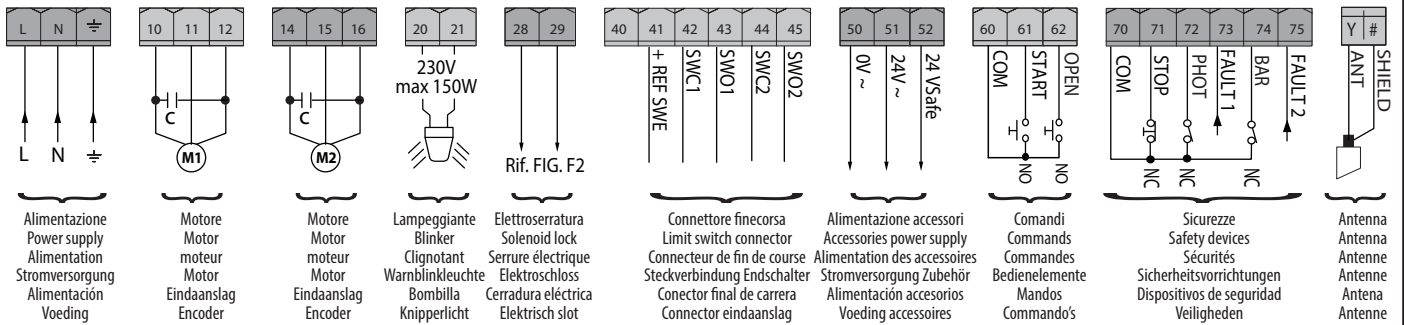 L N ⏚
10 11 12
14 15 16
20 21
28 29
40 41 42 43 44 45
50 51 52
60 61 62
70 71 72 73 74 75
Y #
C
M1
L N ⏚
C
M2
230V
max 150W
Rif. FIG. F2
+ REF SWE
SWC1
SWO1
SWC2
SWO2
0V ~
24V ~
24 VSafe
COM
START
OPEN
NO
NO
COM
STOP
PHOT
FAULT 1
BAR
FAULT 2
NC
NC
NC
ANT
SHIELD
Alimentazione
Power supply
Alimentation
Stromversorgung
Alimentación
Voeding
Motore
Motor
moteur
Motor
Eindaanslag
Encoder
Motore
Motor
moteur
Motor
Eindaanslag
Encoder
Lampeggiante
Blinker
Clignotant
Warnblinkleuchte
Bombilla
Knipperlicht
Elettroserratura
Solenoid lock
Serrure électrique
Elektroschloss
Cerradura eléctrica
Elektrisch slot
Connettore finecorsa
Limit switch connector
Connecteur de fin de course
Steckverbindung Endschalter
Conector final de carrera
Connector eindaanslag
Alimentazione accessori
Accessories power supply
Alimentation des accessoires
Stromversorgung Zubehör
Alimentación accesorios
Voeding accessoires
Comandi
Commands
Commandes
Bedienelemente
Mandos
Commando's
Sicurezze
Safety devices
Sécurités
Sicherheitsvorrichtungen
Dispositivos de seguridad
Veiligheden
Antenna
Antenna
Antenne
Antenne
Antena
Antenne